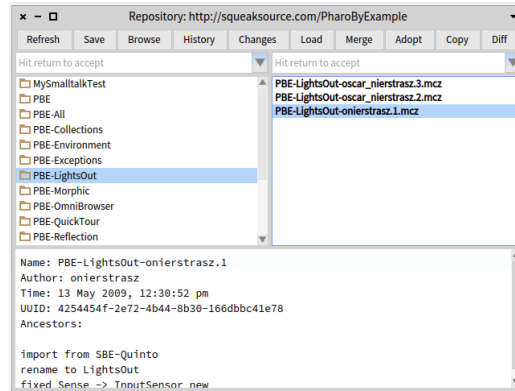 Repository: http://squeaksource.com/PharoByExample
Refresh Save Browse History Changes Load Merge Adopt Copy Diff
Hit return to accept
Hit return to accept
MySmalltalkTest
PBE
PBE-All
PBE-Collections
PBE-Environment
PBE-Exceptions
PBE-LightsOut
PBE-Morphic
PBE-OmniBrowser
PBE-QuickTour
PBE-Reflection
PBE-LightsOut-oscar_nierstrasz.3.mcz
PBE-LightsOut-oscar_nierstrasz.2.mcz
PBE-LightsOut-onierstrasz.1.mcz
Name: PBE-LightsOut-onierstrasz.1
Author: onierstrasz
Time: 13 May 2009, 12:30:52 pm
UUID: 4254454f-2e72-4b44-8b30-166dbbc41e78
Ancestors:
import from SBE-Quinto
rename to LightsOut
fixed Sense -> InputSensor new